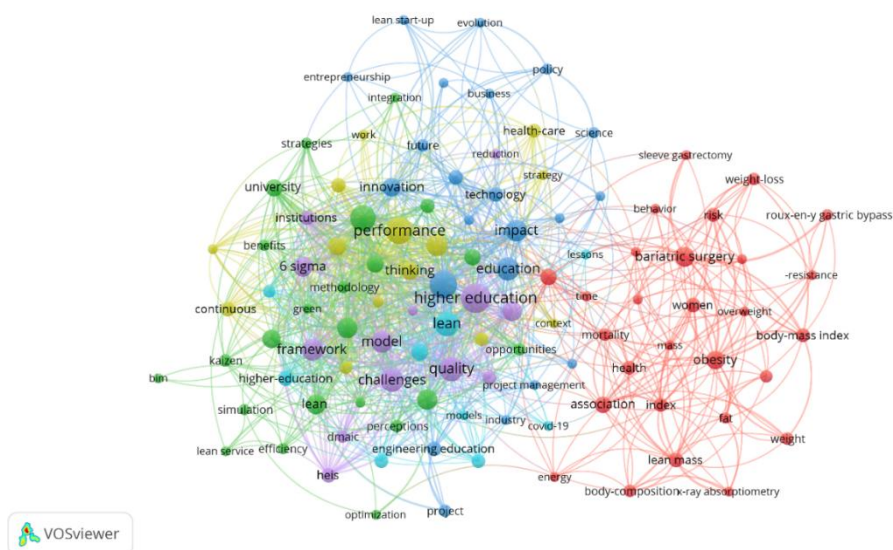 lean start-up
evolution
policy
entrepreneurship
business
integration
health-care
science
work
strategies
future
reduction
sleeve gastrectomy
strategy
weight-loss
university
innovation
technology
behavior
risk
roux-en-y gastric bypass
institutions
performance
impact
benefits
lessons
bariatric surgery
6 sigma
thinking
education
-resistance
methodology
higher education
time
women
overweight
continuous
green
lean
context
mortality
body-mass index
framework
model
opportunities
mass
kaizen
obesity
bim
higher-education
challenges
quality
health
project management
simulation
lean
association
index
models
industry
covid-19
fat
perceptions
dmaic
weight
lean service
efficiency
engineering education
lean mass
heis
energy
body-composition
x-ray absorptiometry
optimization
project
VOSviewer